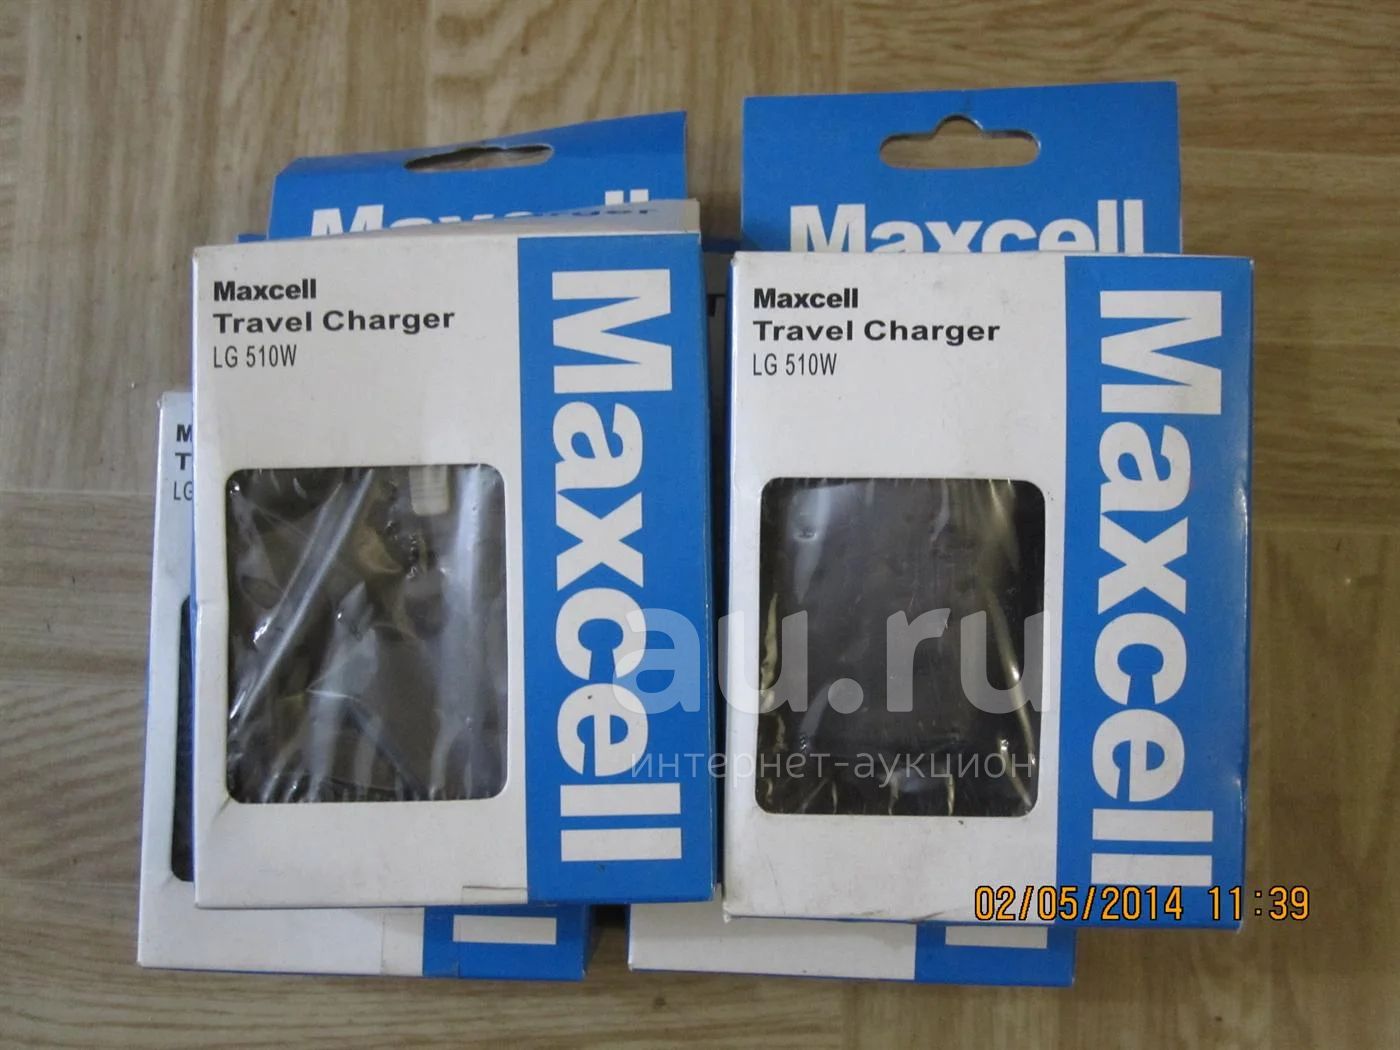 Maxcell
Maxcell
Maxcell
Travel Charger
LG 510W
Maxcell
Maxcell
Travel Charger
LG 510W
Maxcell
M
T
LG
au.ru
интернет-аукцион
02/05/2014 11:39